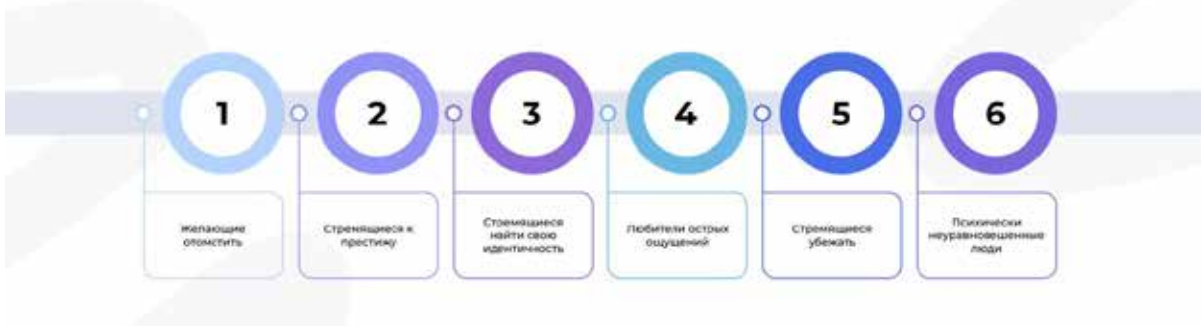 1
2
3
4
5
6
Желающие
отомстить
Стремящиеся к
престижу
Стремящиеся
найти свою
идентичность
Любители острых
ощущений
Стремящиеся
убежать
Психически
неуравновешенные
люди